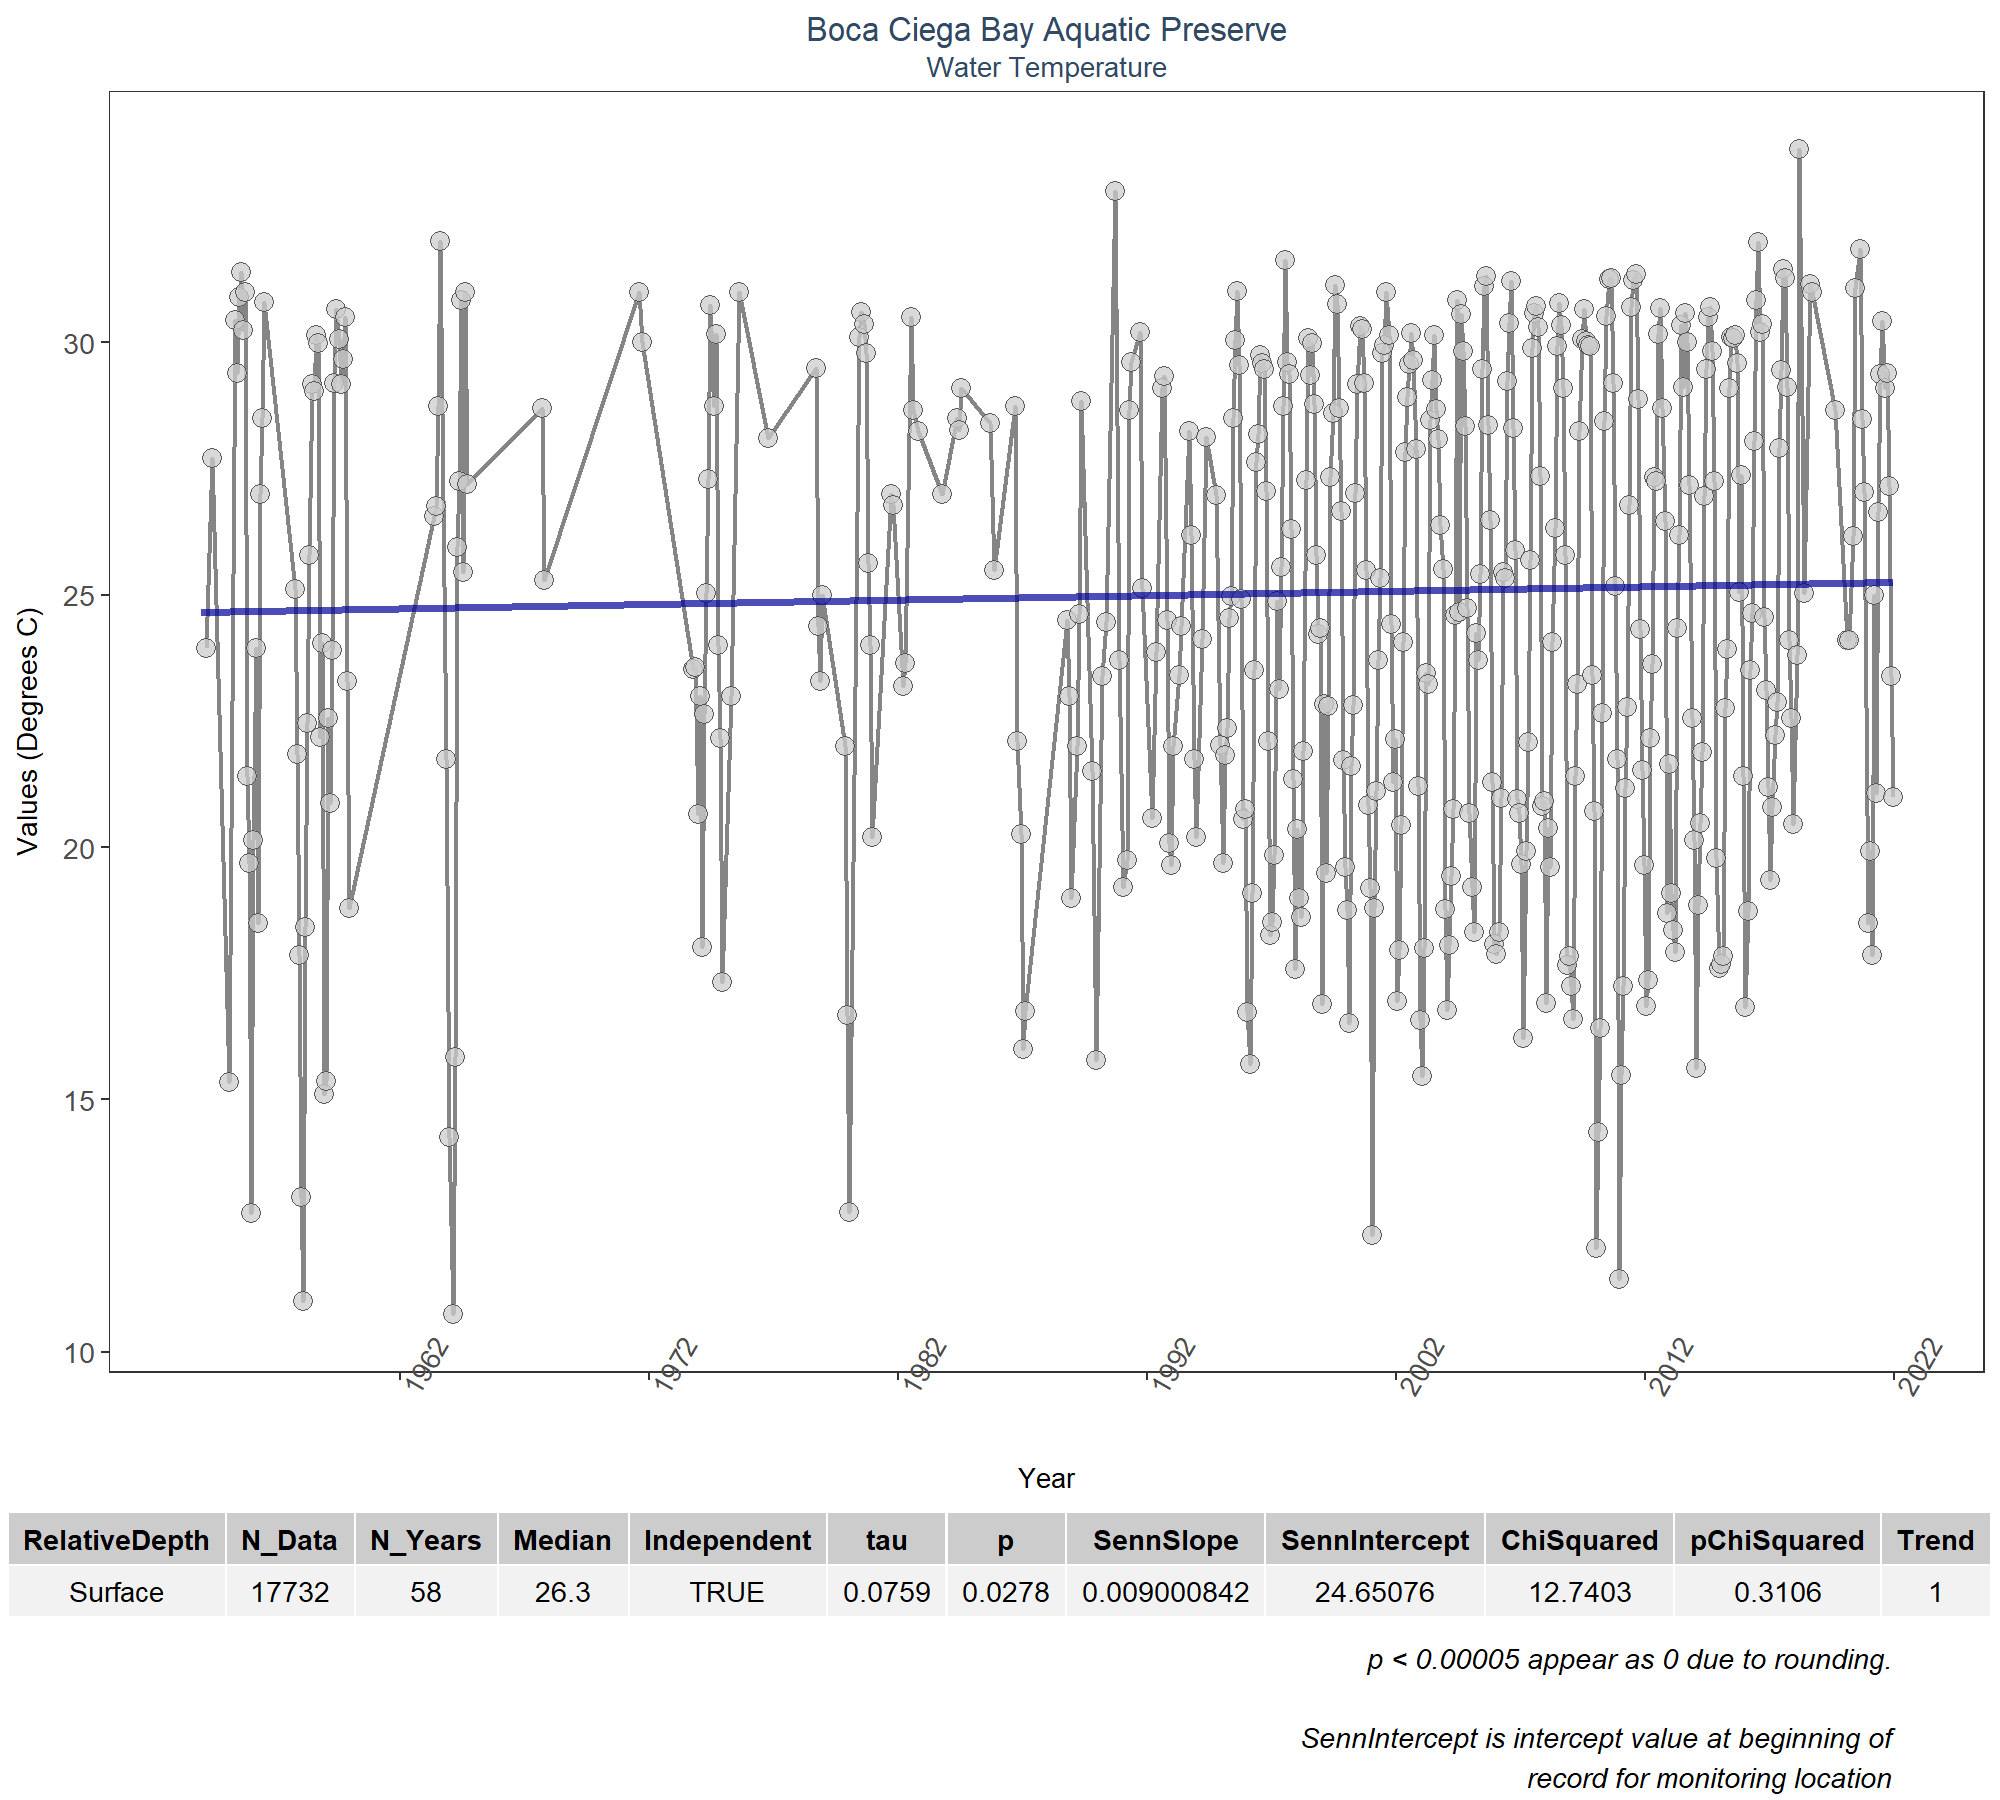 Boca Ciega Bay Aquatic Preserve
Water Temperature
Values (Degrees C)
30
25
20
15
10
1962 1972 1982 1992 2002 2012 2022
Year
RelativeDepth N_Data N_Years Median Independent tau p SennSlope SennIntercept ChiSquared pChiSquared Trend
Surface 17732 58 26.3 TRUE 0.0759 0.0278 0.009000842 24.65076 12.7403 0.3106 1
p < 0.00005 appear as 0 due to rounding.
SennIntercept is intercept value at beginning of
record for monitoring location